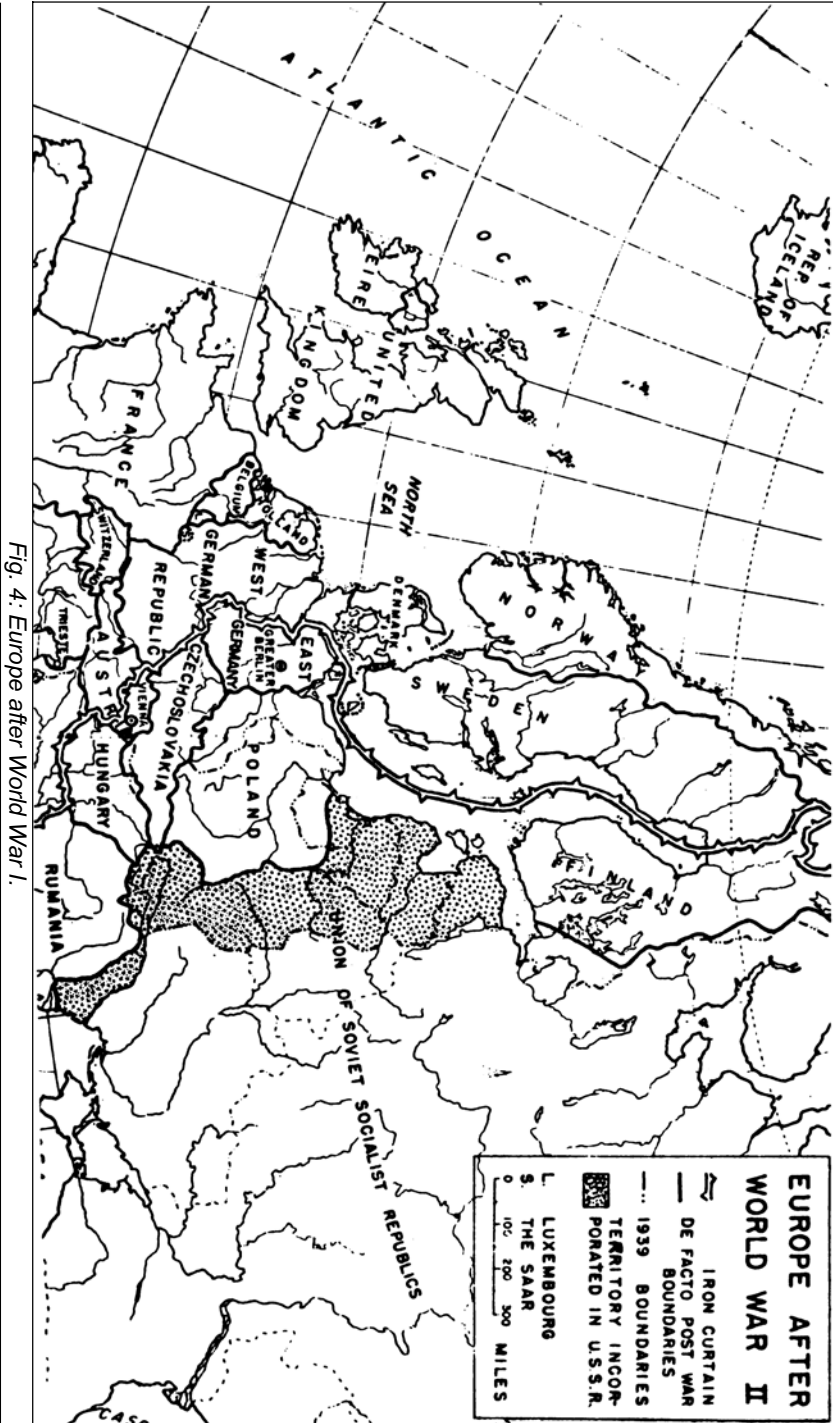 EUROPE AFTER
WORLD WAR II
IRON CURTAIN
DE FACTO POST WAR
BOUNDARIES
1939 BOUNDARIES
TERRITORY INCOR-
PORATED IN U.S.S.R.
L. LUXEMBOURG
S. THE SAAR
0 100 200 300 MILES
ATLANTIC OCEAN
REP OF
ICELAND
EIRE
UNITED
KINGDOM
NORTH
SEA
NORWA
SWEDEN
FINLAND
DENMARK
HOLLAND
BELGIUM
FRANCE
WEST
GERMAN
REPUBLIC
EAST
GERMANY
GREATER
BERLIN
POLAND
CZECHOSLOVAKIA
SWITZERLAND
AUSTR
VIENNA
HUNGARY
TRIESTE
RUMANIA
UNION OF SOVIET SOCIALIST REPUBLICS
CASP
Fig. 4: Europe after World War I.